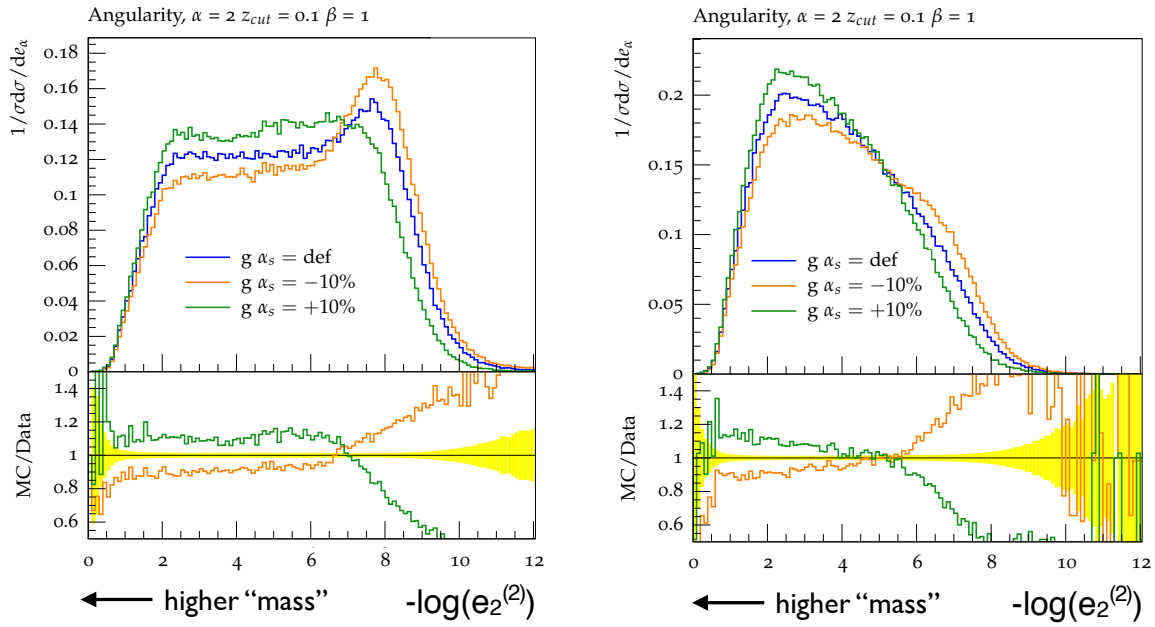 Angularity, α = 2 z_cut = 0.1 β = 1
1/σdσ/de_α
0.18
0.16
0.14
0.12
0.1
0.08
0.06
0.04
0.02
0
g α_s = def
g α_s = −10%
g α_s = +10%
MC/Data
1.4
1.2
1
0.8
0.6
0 2 4 6 8 10 12
higher “mass”
-log(e₂⁽²⁾)
Angularity, α = 2 z_cut = 0.1 β = 1
1/σdσ/de_α
0.2
0.15
0.1
0.05
0
g α_s = def
g α_s = −10%
g α_s = +10%
MC/Data
1.4
1.2
1
0.8
0.6
0 2 4 6 8 10 12
higher “mass”
-log(e₂⁽²⁾)